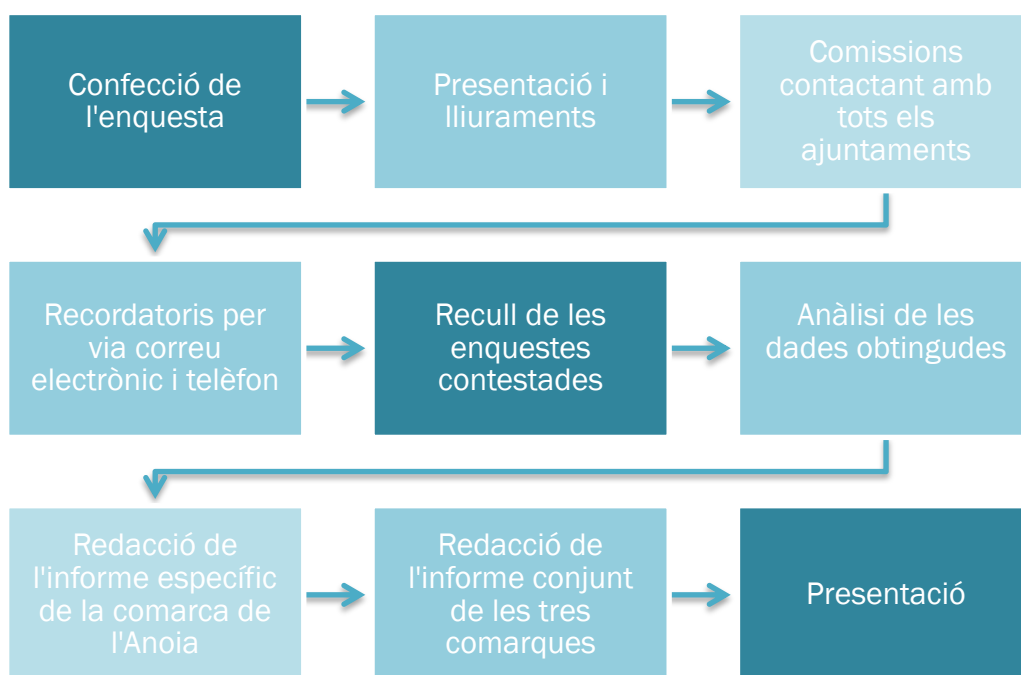 Confecció de
l'enquesta
Presentació i
lliuraments
Comissions
contactant amb
tots els
ajuntaments
Recordatoris per
via correu
electrònic i telèfon
Recull de les
enquestes
contestades
Anàlisi de les
dades obtingudes
Redacció de
l'informe específic
de la comarca de
l'Anoia
Redacció de
l'informe conjunt
de les tres
comarques
Presentació